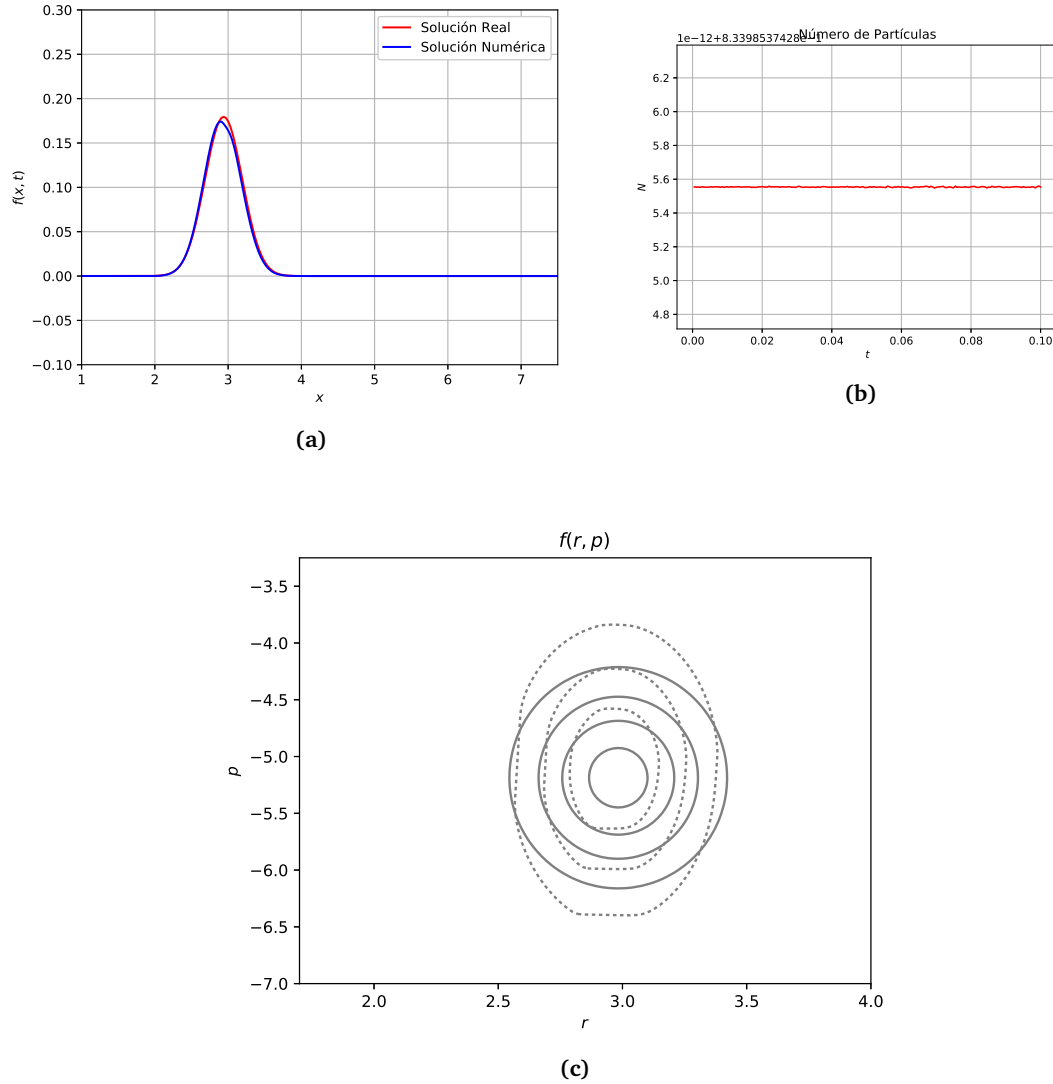 0.30
0.25
0.20
0.15
0.10
0.05
0.00
−0.05
−0.10
f(x, t)
Solución Real
Solución Numérica
1 2 3 4 5 6 7
x
(a)
1e−12+8.3398537428e−1
Número de Partículas
6.2
6.0
5.8
5.6
5.4
5.2
5.0
4.8
N
0.00 0.02 0.04 0.06 0.08 0.10
t
(b)
f(r, p)
−3.5
−4.0
−4.5
−5.0
−5.5
−6.0
−6.5
−7.0
p
2.0 2.5 3.0 3.5 4.0
r
(c)